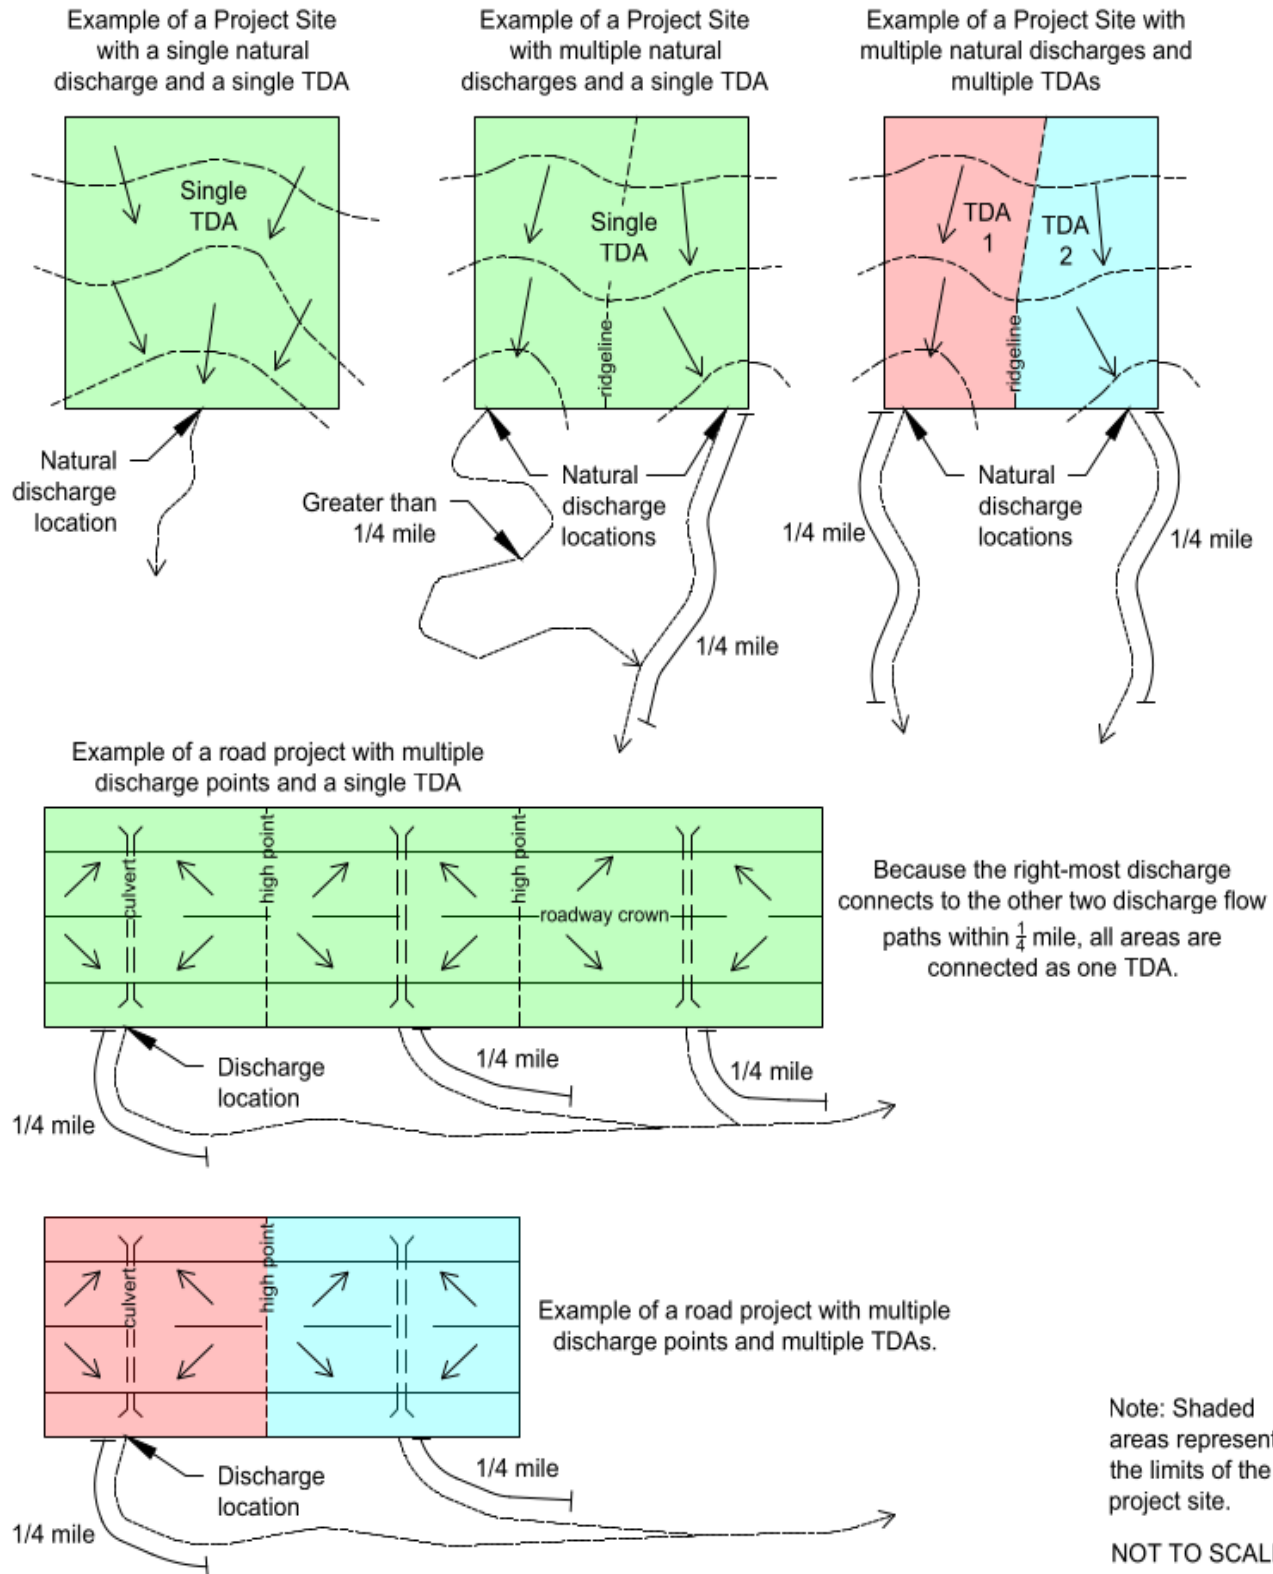 Example of a Project Site
with a single natural
discharge and a single TDA
Example of a Project Site
with multiple natural
discharges and a single TDA
Example of a Project Site with
multiple natural discharges and
multiple TDAs
Single
TDA
Single
TDA
ridgeline
TDA
1
TDA
2
ridgeline
Natural
discharge
location
Greater than
1/4 mile
Natural
discharge
locations
1/4 mile
1/4 mile
Natural
discharge
locations
1/4 mile
Example of a road project with multiple
discharge points and a single TDA
culvert
high point
high point
roadway crown
Because the right-most discharge
connects to the other two discharge flow
paths within 1/4 mile, all areas are
connected as one TDA.
Discharge
location
1/4 mile
1/4 mile
1/4 mile
culvert
high point
Example of a road project with multiple
discharge points and multiple TDAs.
Discharge
location
1/4 mile
1/4 mile
Note: Shaded
areas represent
the limits of the
project site.
NOT TO SCAL